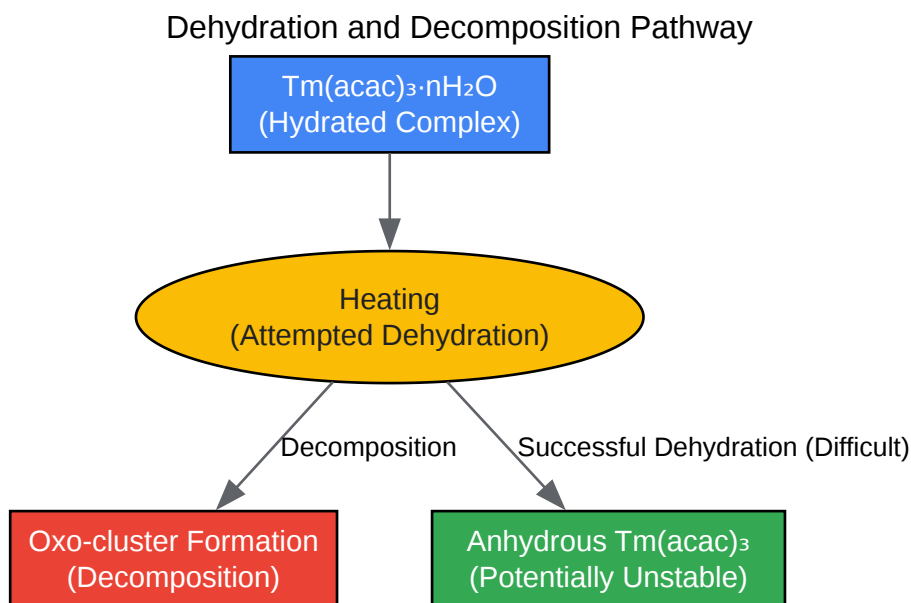 Dehydration and Decomposition Pathway
Tm(acac)₃·nH₂O
(Hydrated Complex)
Heating
(Attempted Dehydration)
Decomposition
Successful Dehydration (Difficult)
Oxo-cluster Formation
(Decomposition)
Anhydrous Tm(acac)₃
(Potentially Unstable)